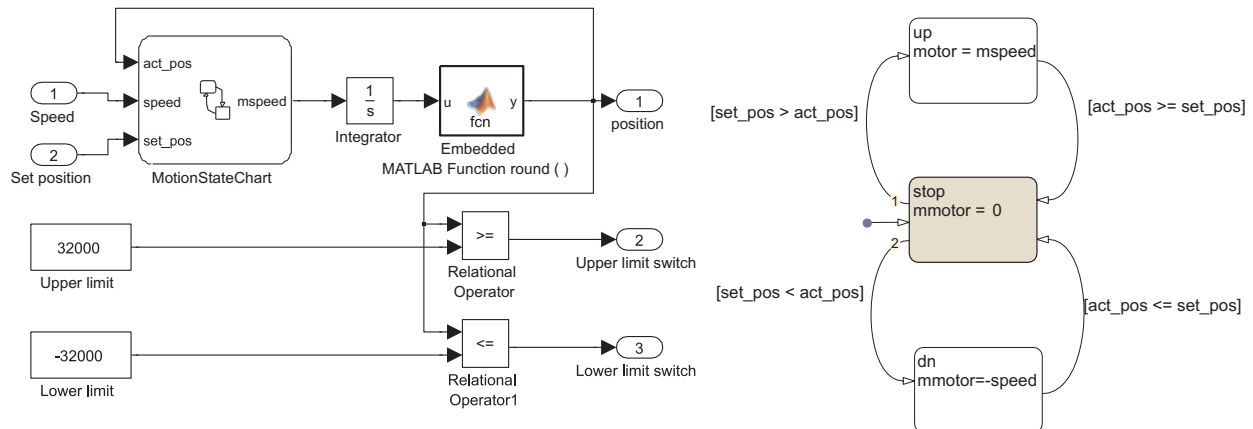 act_pos
speed
set_pos
mspeed
MotionStateChart
1
Speed
2
Set position
1
s
Integrator
u
y
fcn
Embedded
MATLAB Function round ( )
1
position
32000
Upper limit
>=
Relational
Operator
2
Upper limit switch
-32000
Lower limit
<=
Relational
Operator1
3
Lower limit switch
up
motor = mspeed
[set_pos > act_pos]
[act_pos >= set_pos]
stop
mmotor = 0
1
2
[set_pos < act_pos]
[act_pos <= set_pos]
dn
mmotor=-speed